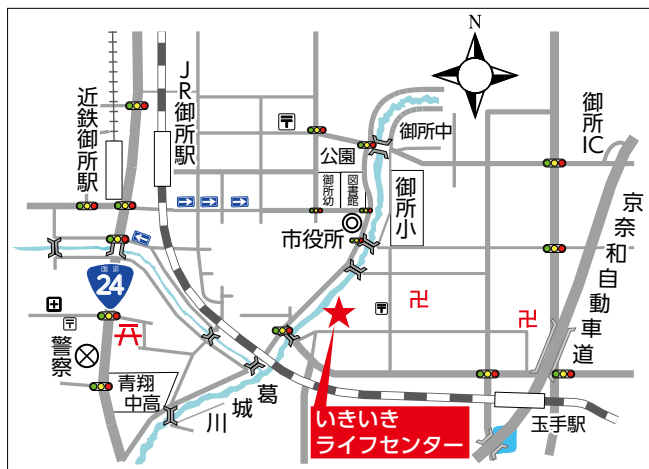 N
近鉄御所駅
JR御所駅
御所中
御所IC
公園
御所幼
図書館
御所小
市役所
京奈和自動車道
国道
24
警察
青翔
中高
葛城川
いきいき
ライフセンター
玉手駅